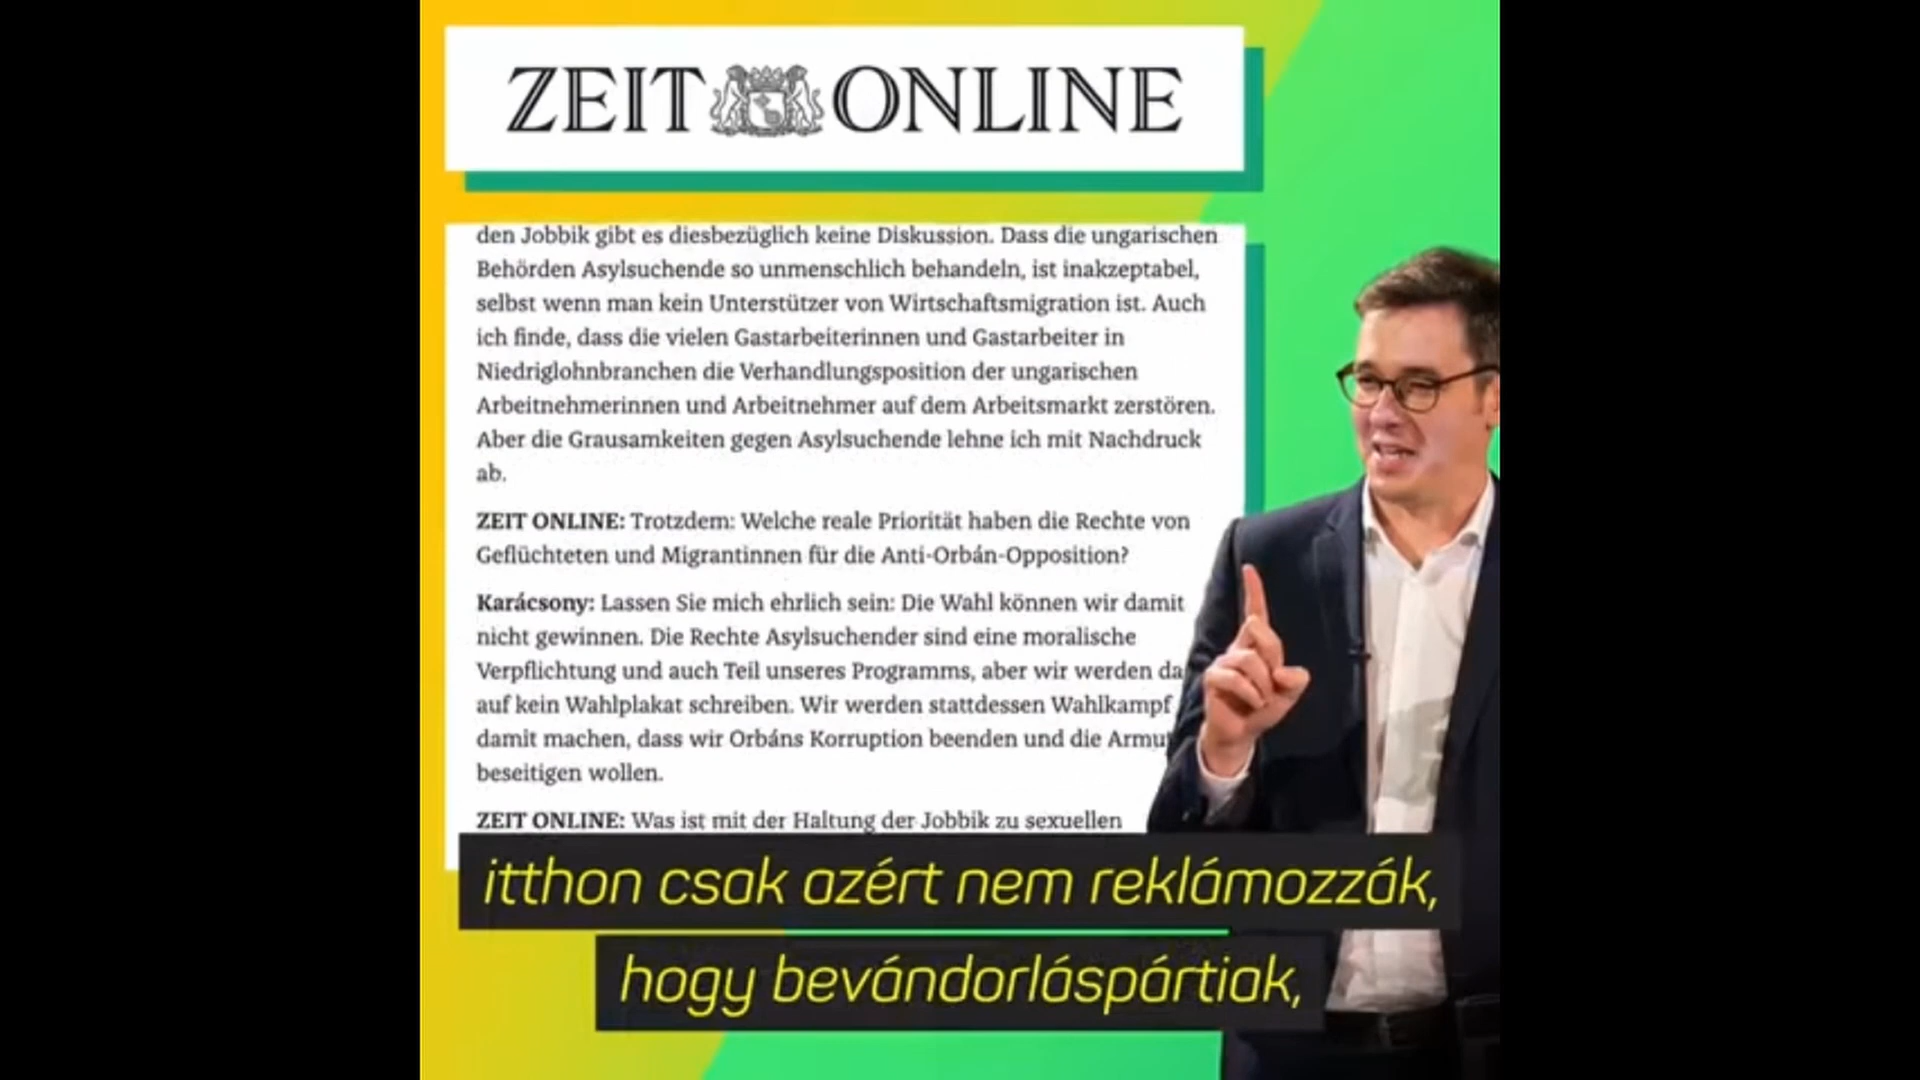 ZEIT ONLINE
den Jobbik gibt es diesbezüglich keine Diskussion. Dass die ungarischen
Behörden Asylsuchende so unmenschlich behandeln, ist inakzeptabel,
selbst wenn man kein Unterstützer von Wirtschaftsmigration ist. Auch
ich finde, dass die vielen Gastarbeiterinnen und Gastarbeiter in
Niedriglohnbranchen die Verhandlungsposition der ungarischen
Arbeitnehmerinnen und Arbeitnehmer auf dem Arbeitsmarkt zerstören.
Aber die Grausamkeiten gegen Asylsuchende lehne ich mit Nachdruck
ab.
ZEIT ONLINE: Trotzdem: Welche reale Priorität haben die Rechte von
Geflüchteten und Migrantinnen für die Anti-Orbán-Opposition?
Karácsony: Lassen Sie mich ehrlich sein: Die Wahl können wir damit
nicht gewinnen. Die Rechte Asylsuchender sind eine moralische
Verpflichtung und auch Teil unseres Programms, aber wir werden da
auf kein Wahlplakat schreiben. Wir werden stattdessen Wahlkampf
damit machen, dass wir Orbáns Korruption beenden und die Armu
beseitigen wollen.
ZEIT ONLINE: Was ist mit der Haltung der Jobbik zu sexuellen
itthon csak azért nem reklámozzák,
hogy bevándorláspártiak,